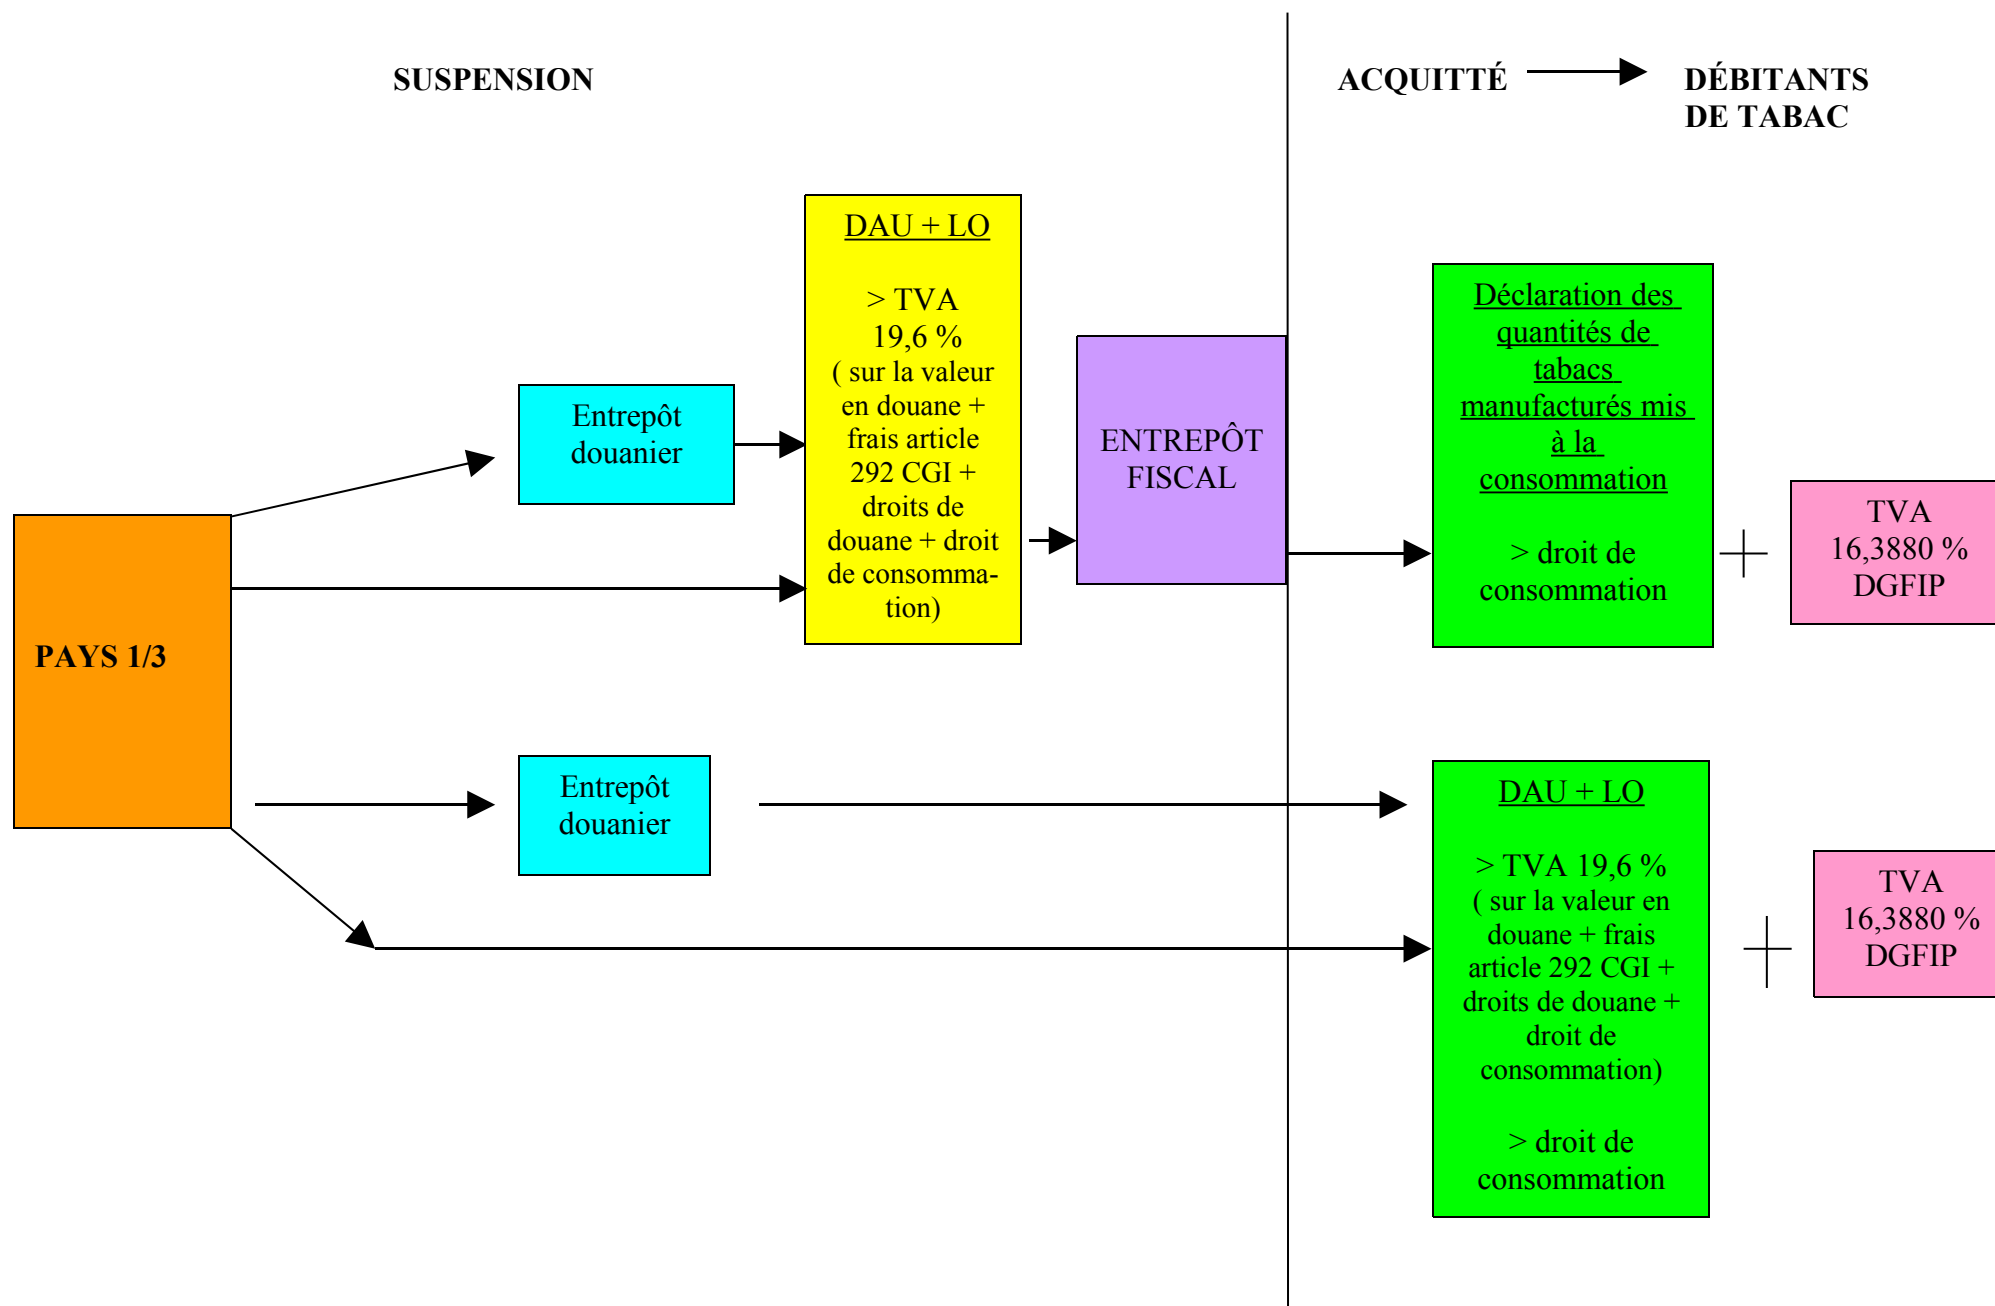 SUSPENSION
ACQUITTÉ
DÉBITANTS
DE TABAC
DAU + LO
> TVA
19,6 %
( sur la valeur
en douane +
frais article
292 CGI +
droits de
douane + droit
de consomma-
tion)
Entrepôt
douanier
ENTREPÔT
FISCAL
Déclaration des
quantités de
tabacs
manufacturés mis
à la
consommation
> droit de
consommation
TVA
16,3880 %
DGFIP
PAYS 1/3
Entrepôt
douanier
DAU + LO
> TVA 19,6 %
( sur la valeur en
douane + frais
article 292 CGI +
droits de douane +
droit de
consommation)
> droit de
consommation
TVA
16,3880 %
DGFIP